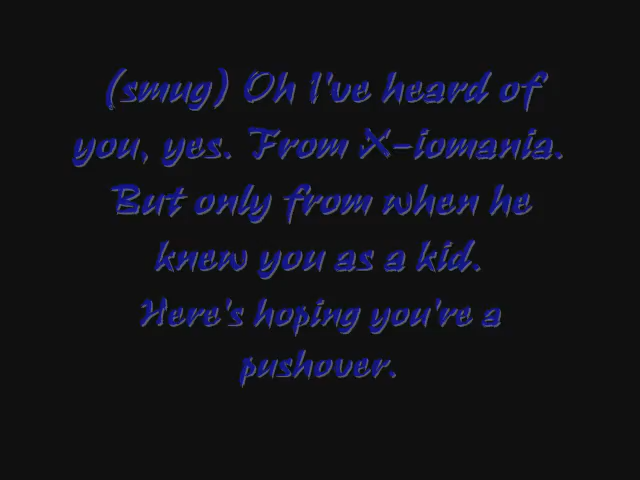 (smug) Oh I've heard of
you, yes. From X-iomania.
But only from when he
knew you as a kid.
Here's hoping you're a
pushover.